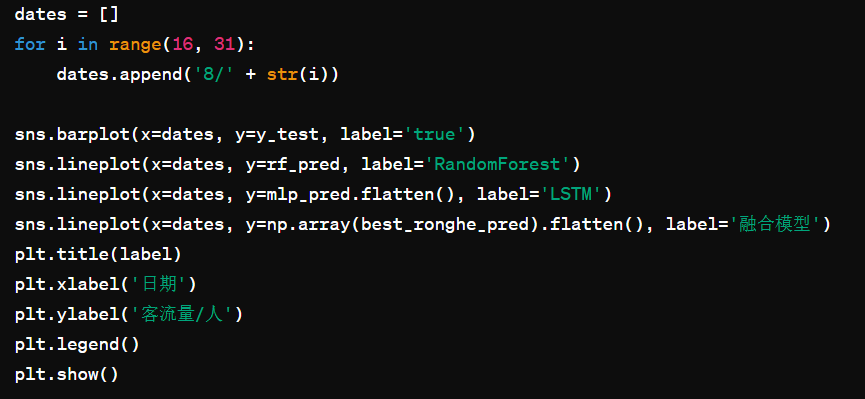 dates = []
for i in range(16, 31):
    dates.append('8/' + str(i))
sns.barplot(x=dates, y=y_test, label='true')
sns.lineplot(x=dates, y=rf_pred, label='RandomForest')
sns.lineplot(x=dates, y=mlp_pred.flatten(), label='LSTM')
sns.lineplot(x=dates, y=np.array(best_ronghe_pred).flatten(), label='融合模型')
plt.title(label)
plt.xlabel('日期')
plt.ylabel('客流量/人')
plt.legend()
plt.show()